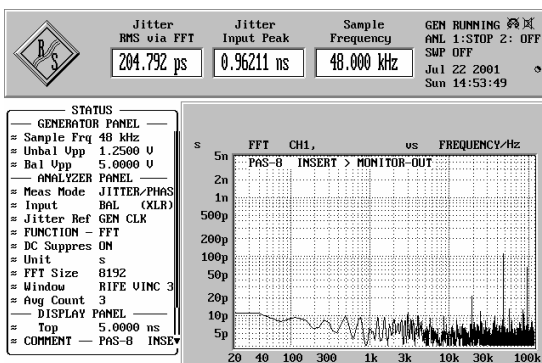 Jitter
RMS via FFT
204.792 ps
Jitter
Input Peak
0.96211 ns
Sample
Frequency
48.000 kHz
GEN RUNNING
ANL 1:STOP 2: OFF
SWP OFF
Jul 22 2001
Sun 14:53:49
R
S
STATUS
GENERATOR PANEL
≈ Sample Frq 48 kHz
≈ Unbal Vpp 1.2500 V
≈ Bal Vpp 5.0000 V
ANALYZER PANEL
≈ Meas Mode JITTER/PHAS
≈ Input BAL (XLR)
≈ Jitter Ref GEN CLK
≈ FUNCTION - FFT
≈ DC Suppres ON
≈ Unit s
≈ FFT Size 8192
≈ Window RIFE VINC 3
≈ Avg Count 3
DISPLAY PANEL
≈ Top 5.0000 ns
≈ COMMENT — PAS-8 INSE
s FFT CH1, vs FREQUENCY/Hz
PAS-8 INSERT > MONITOR-OUT
5n
2n
1n
500p
200p
100p
50p
20p
10p
5p
20 40 100 300 1k 3k 10k 30k 100k